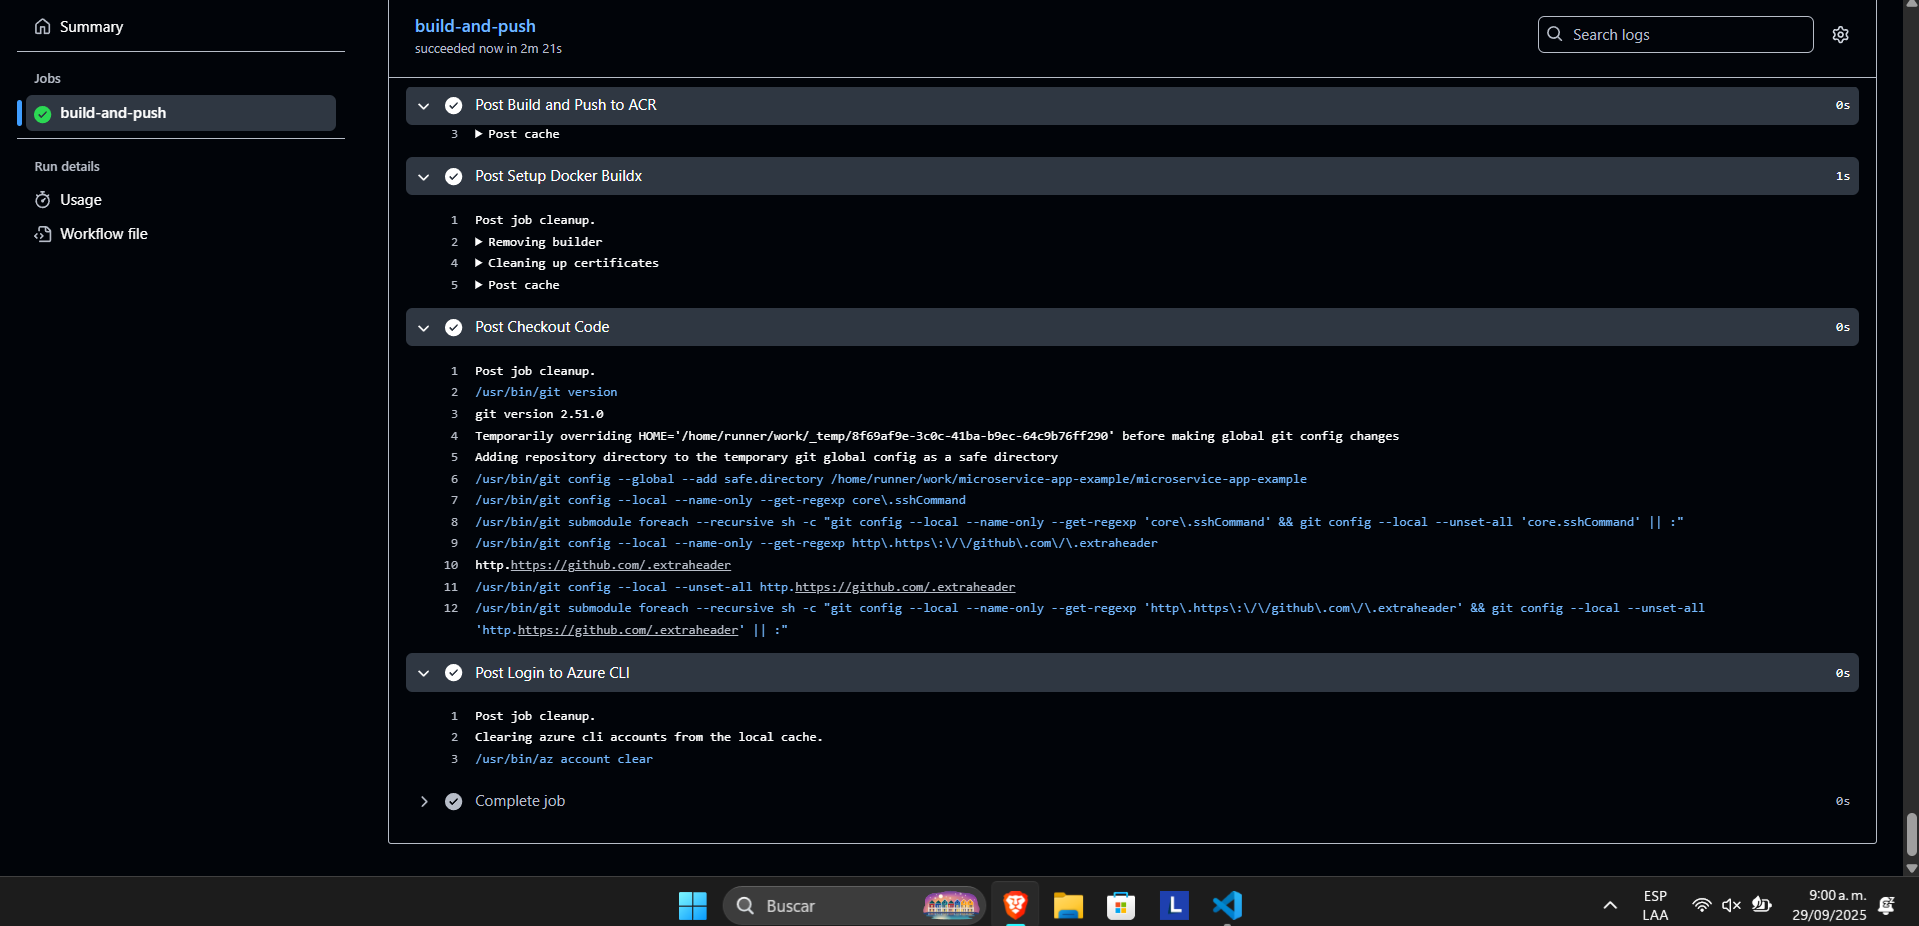 Summary
Jobs
build-and-push
Run details
Usage
Workflow file
build-and-push
succeeded now in 2m 21s
Search logs
Post Build and Push to ACR 0s
3 Post cache
Post Setup Docker Buildx 1s
1 Post job cleanup.
2 Removing builder
4 Cleaning up certificates
5 Post cache
Post Checkout Code 0s
1 Post job cleanup.
2 /usr/bin/git version
3 git version 2.51.0
4 Temporarily overriding HOME='/home/runner/work/_temp/8f69af9e-3c0c-41ba-b9ec-64c9b76ff290' before making global git config changes
5 Adding repository directory to the temporary git global config as a safe directory
6 /usr/bin/git config --global --add safe.directory /home/runner/work/microservice-app-example/microservice-app-example
7 /usr/bin/git config --local --name-only --get-regexp core\.sshCommand
8 /usr/bin/git submodule foreach --recursive sh -c "git config --local --name-only --get-regexp 'core\.sshCommand' && git config --local --unset-all 'core.sshCommand' || :"
9 /usr/bin/git config --local --name-only --get-regexp http\.https\:\/\/github\.com\/\.extraheader
10 http.https://github.com/.extraheader
11 /usr/bin/git config --local --unset-all http.https://github.com/.extraheader
12 /usr/bin/git submodule foreach --recursive sh -c "git config --local --name-only --get-regexp 'http\.https\:\/\/github\.com\/\.extraheader' && git config --local --unset-all
'http.https://github.com/.extraheader' || :"
Post Login to Azure CLI 0s
1 Post job cleanup.
2 Clearing azure cli accounts from the local cache.
3 /usr/bin/az account clear
Complete job 0s
Buscar
L
ESP
LAA
9:00 a. m.
29/09/2025